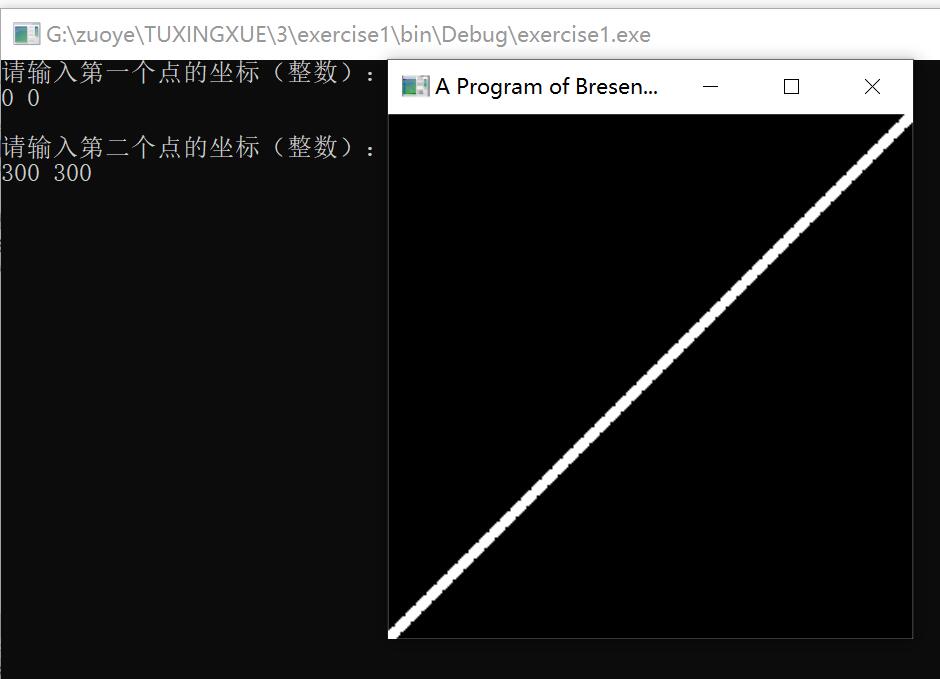 G:\zuoye\TUXINGXUE\3\exercise1\bin\Debug\exercise1.exe
请输入第一个点的坐标（整数）：
0 0
请输入第二个点的坐标（整数）：
300 300
A Program of Bresen...